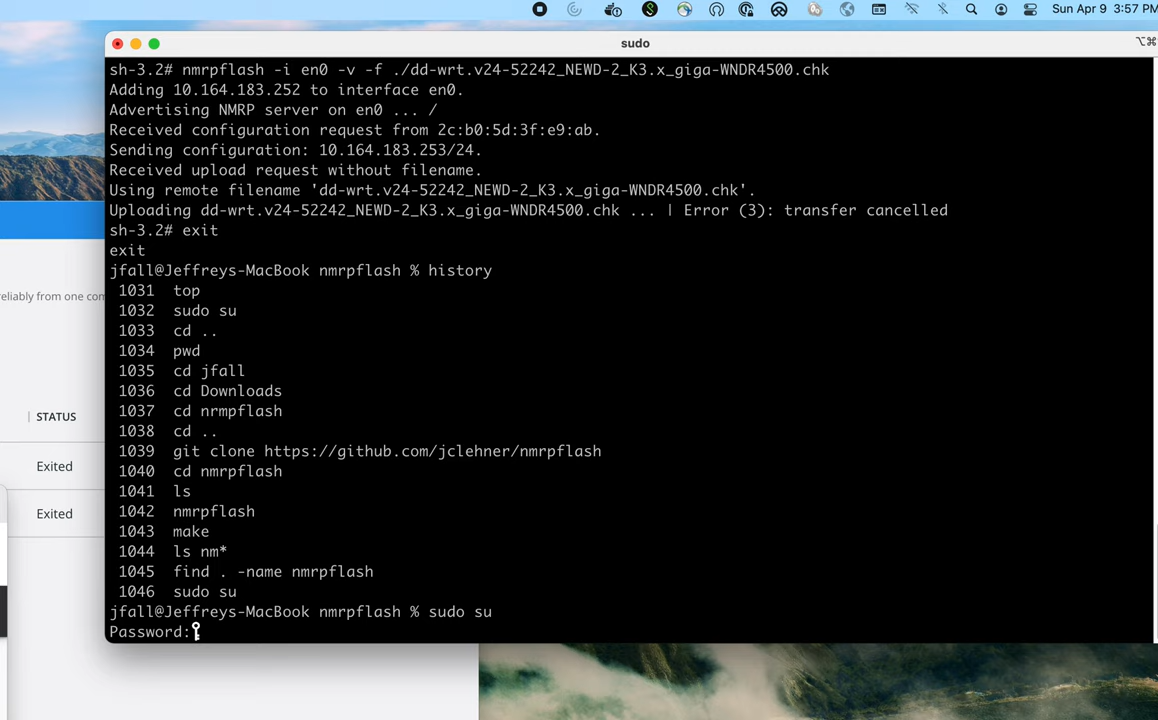 Sun Apr 9 3:57 PM
sudo
⌥⌘
sh-3.2# nmrpflash -i en0 -v -f ./dd-wrt.v24-52242_NEWD-2_K3.x_giga-WNDR4500.chk
Adding 10.164.183.252 to interface en0.
Advertising NMRP server on en0 ... /
Received configuration request from 2c:b0:5d:3f:e9:ab.
Sending configuration: 10.164.183.253/24.
Received upload request without filename.
Using remote filename 'dd-wrt.v24-52242_NEWD-2_K3.x_giga-WNDR4500.chk'.
Uploading dd-wrt.v24-52242_NEWD-2_K3.x_giga-WNDR4500.chk ... | Error (3): transfer cancelled
sh-3.2# exit
exit
jfall@Jeffreys-MacBook nmrpflash % history
1031 top
1032 sudo su
1033 cd ..
1034 pwd
1035 cd jfall
1036 cd Downloads
1037 cd nrmpflash
1038 cd ..
1039 git clone https://github.com/jclehner/nmrpflash
1040 cd nmrpflash
1041 ls
1042 nmrpflash
1043 make
1044 ls nm*
1045 find . -name nmrpflash
1046 sudo su
jfall@Jeffreys-MacBook nmrpflash % sudo su
Password:
reliably from one com
STATUS
Exited
Exited